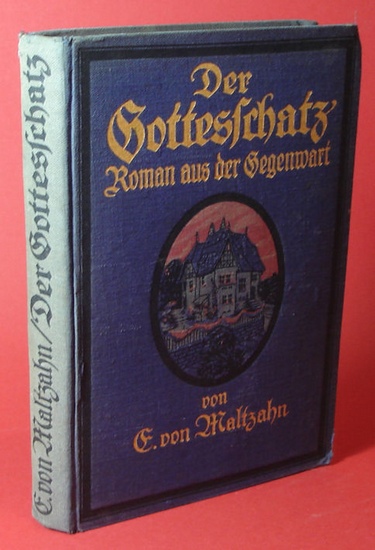 Der
Gottesschatz
Roman aus der Gegenwart
von
E. von Maltzahn
E. von Maltzahn / Der Gottesschatz